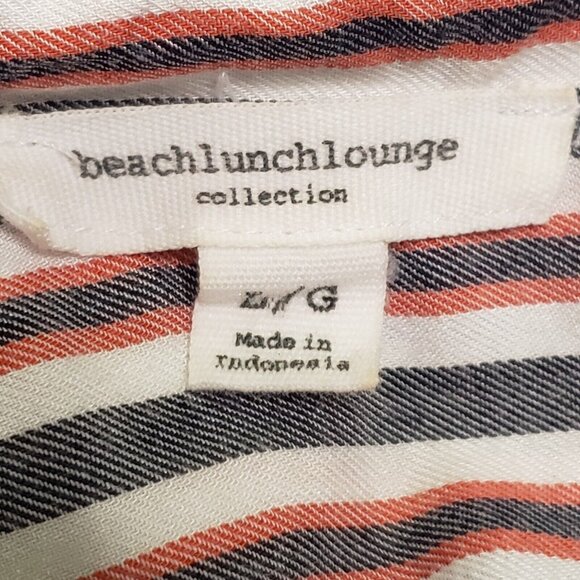 beachlunchlounge
collection
L/G
Made in
Indonesia